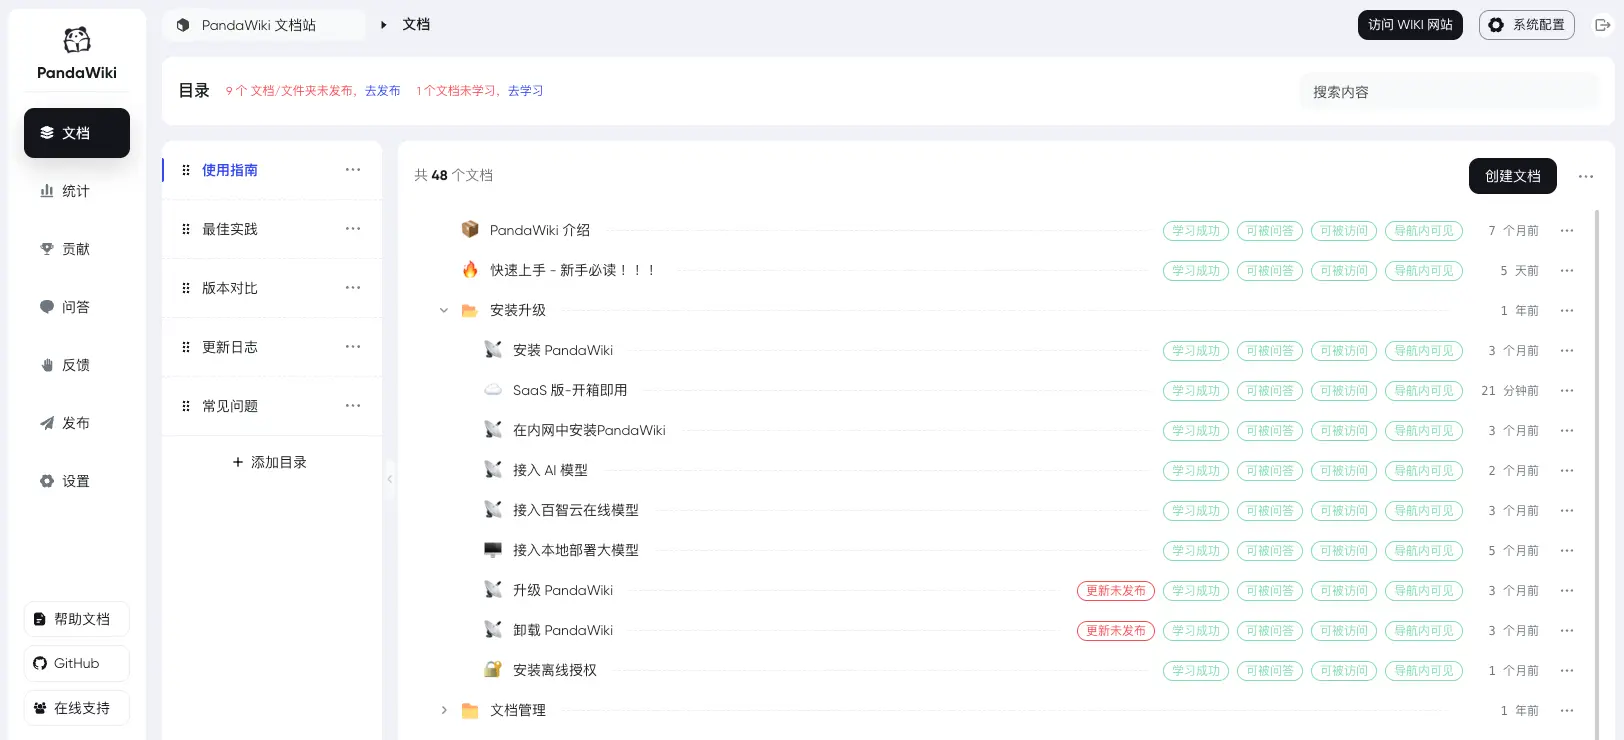 PandaWiki
文档
统计
贡献
问答
反馈
发布
设置
帮助文档
GitHub
在线支持
PandaWiki 文档站 文档
访问 WIKI 网站 系统配置
目录 9 个 文档/文件夹未发布，去发布 1 个文档未学习，去学习
搜索内容
使用指南
最佳实践
版本对比
更新日志
常见问题
+ 添加目录
共 48 个文档 创建文档
PandaWiki 介绍 学习成功 可被问答 可被访问 导航内可见 7 个月前
快速上手 - 新手必读！！！ 学习成功 可被问答 可被访问 导航内可见 5 天前
安装升级 1 年前
安装 PandaWiki 学习成功 可被问答 可被访问 导航内可见 3 个月前
SaaS 版-开箱即用 学习成功 可被问答 可被访问 导航内可见 21 分钟前
在内网中安装PandaWiki 学习成功 可被问答 可被访问 导航内可见 3 个月前
接入 AI 模型 学习成功 可被问答 可被访问 导航内可见 2 个月前
接入百智云在线模型 学习成功 可被问答 可被访问 导航内可见 3 个月前
接入本地部署大模型 学习成功 可被问答 可被访问 导航内可见 5 个月前
升级 PandaWiki 更新未发布 学习成功 可被问答 可被访问 导航内可见 3 个月前
卸载 PandaWiki 更新未发布 学习成功 可被问答 可被访问 导航内可见 3 个月前
安装离线授权 学习成功 可被问答 可被访问 导航内可见 1 个月前
文档管理 1 年前